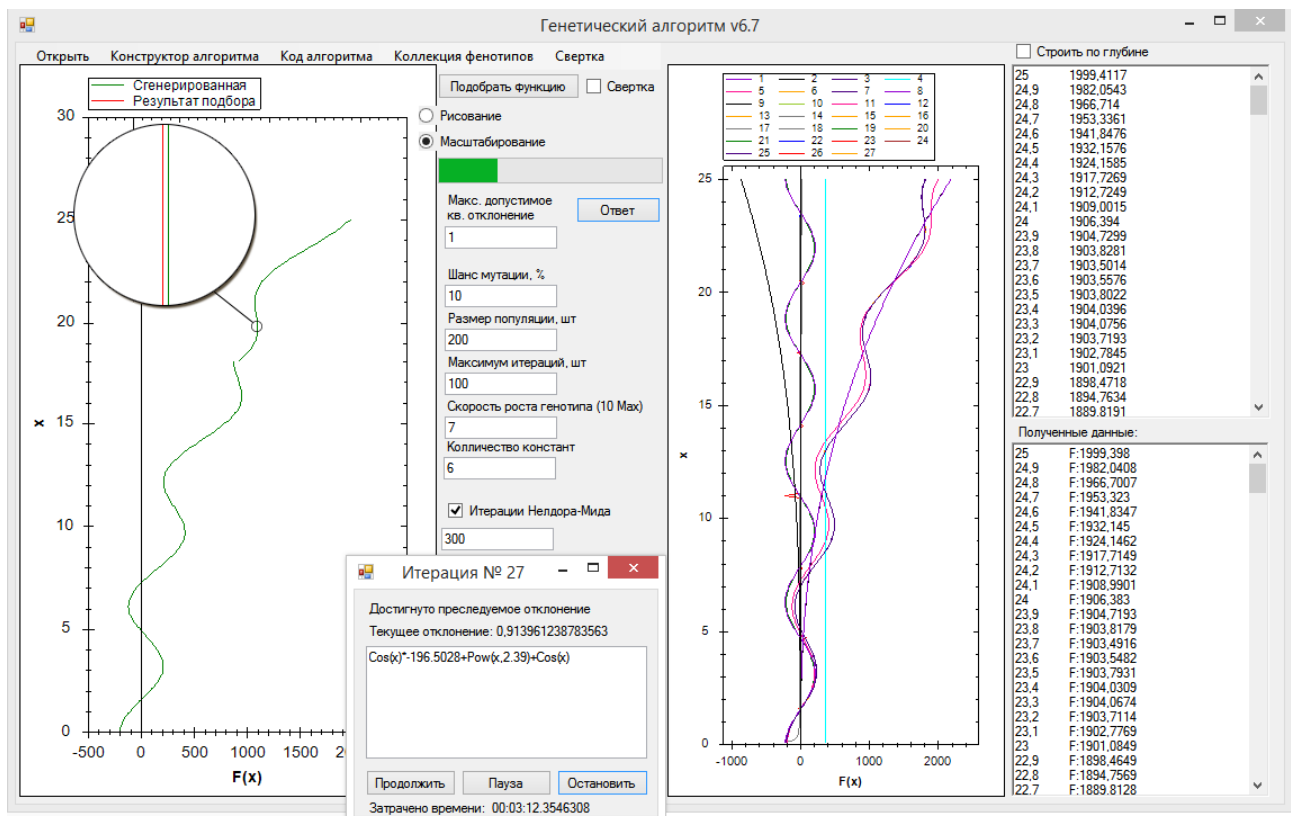 Генетический алгоритм v6.7
Открыть Конструктор алгоритма Код алгоритма Коллекция фенотипов Свертка
Сгенерированная
Результат подбора
30
25
20
15
10
5
0
x
-500 0 500 1000 1500 2
F(x)
Подобрать функцию Свертка
Рисование
Масштабирование
Макс. допустимое
кв. отклонение
Ответ
1
Шанс мутации, %
10
Размер популяции, шт
200
Максимум итераций, шт
100
Скорость роста генотипа (10 Max)
7
Колличество констант
6
Итерации Нелдора-Мида
300
Итерация № 27
Достигнуто преследуемое отклонение
Текущее отклонение: 0,913961238783563
Cos(x)*-196.5028+Pow(x,2.39)+Cos(x)
Продолжить Пауза Остановить
Затрачено времени: 00:03:12.3546308
1 2 3 4
5 6 7 8
9 10 11 12
13 14 15 16
17 18 19 20
21 22 23 24
25 26 27
25
20
15
10
5
0
x
-1000 0 1000 2000
F(x)
Строить по глубине
25 1999,4117
24,9 1982,0543
24,8 1966,714
24,7 1953,3361
24,6 1941,8476
24,5 1932,1576
24,4 1924,1585
24,3 1917,7269
24,2 1912,7249
24,1 1909,0015
24 1906,394
23,9 1904,7299
23,8 1903,8281
23,7 1903,5014
23,6 1903,5576
23,5 1903,8022
23,4 1904,0396
23,3 1904,0756
23,2 1903,7193
23,1 1902,7845
23 1901,0921
22,9 1898,4718
22,8 1894,7634
22,7 1889,8191
Полученные данные:
25 F:1999,398
24,9 F:1982,0408
24,8 F:1966,7007
24,7 F:1953,323
24,6 F:1941,8347
24,5 F:1932,145
24,4 F:1924,1462
24,3 F:1917,7149
24,2 F:1912,7132
24,1 F:1908,9901
24 F:1906,383
23,9 F:1904,7193
23,8 F:1903,8179
23,7 F:1903,4916
23,6 F:1903,5482
23,5 F:1903,7931
23,4 F:1904,0309
23,3 F:1904,0674
23,2 F:1903,7114
23,1 F:1902,7769
23 F:1901,0849
22,9 F:1898,4649
22,8 F:1894,7569
22,7 F:1889,8128